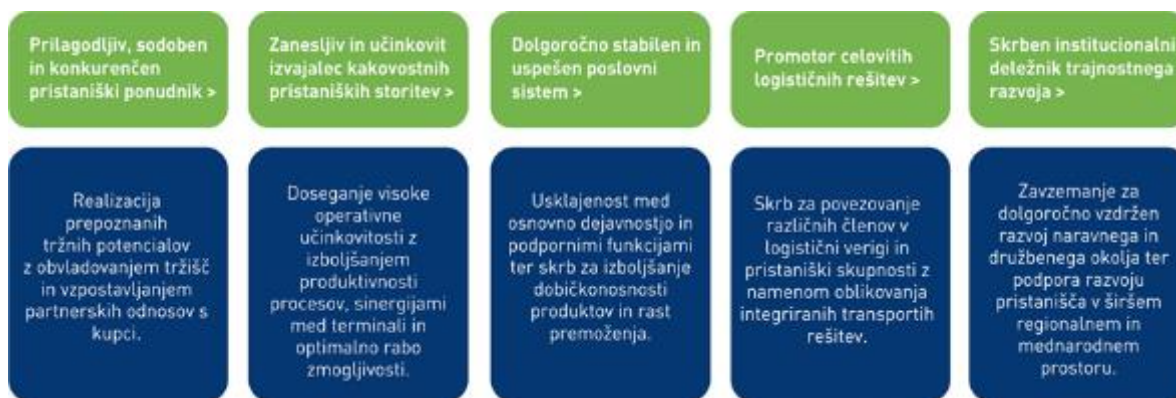 Prilagodljiv, sodoben
in konkurenčen
pristaniški ponudnik >
Zanesljiv in učinkovit
izvajalec kakovostnih
pristaniških storitev >
Dolgoročno stabilen in
uspešen poslovni
sistem >
Promotor celovitih
logističnih rešitev >
Skrben institucionalni
deležnik trajnostnega
razvoja >
Realizacija
prepoznanih
tržnih potencialov
z obvladovanjem tržišč
in vzpostavljanjem
partnerskih odnosov s
kupci.
Doseganje visoke
operativne
učinkovitosti z
izboljšanjem
produktivnosti
procesov, sinergijami
med terminali in
optimalno rabo
zmogljivosti.
Usklajenost med
osnovno dejavnostjo in
podpornimi funkcijami
ter skrb za izboljšanje
dobičkonosnosti
produktov in rast
premoženja.
Skrb za povezovanje
različnih členov v
logistični verigi in
pristaniški skupnosti z
namenom oblikovanja
integriranih transportih
rešitev.
Zavzemanje za
dolgoročno vzdržen
razvoj naravnega in
družbenega okolja ter
podpora razvoju
pristanišča v širšem
regionalnem in
mednarodnem
prostoru.